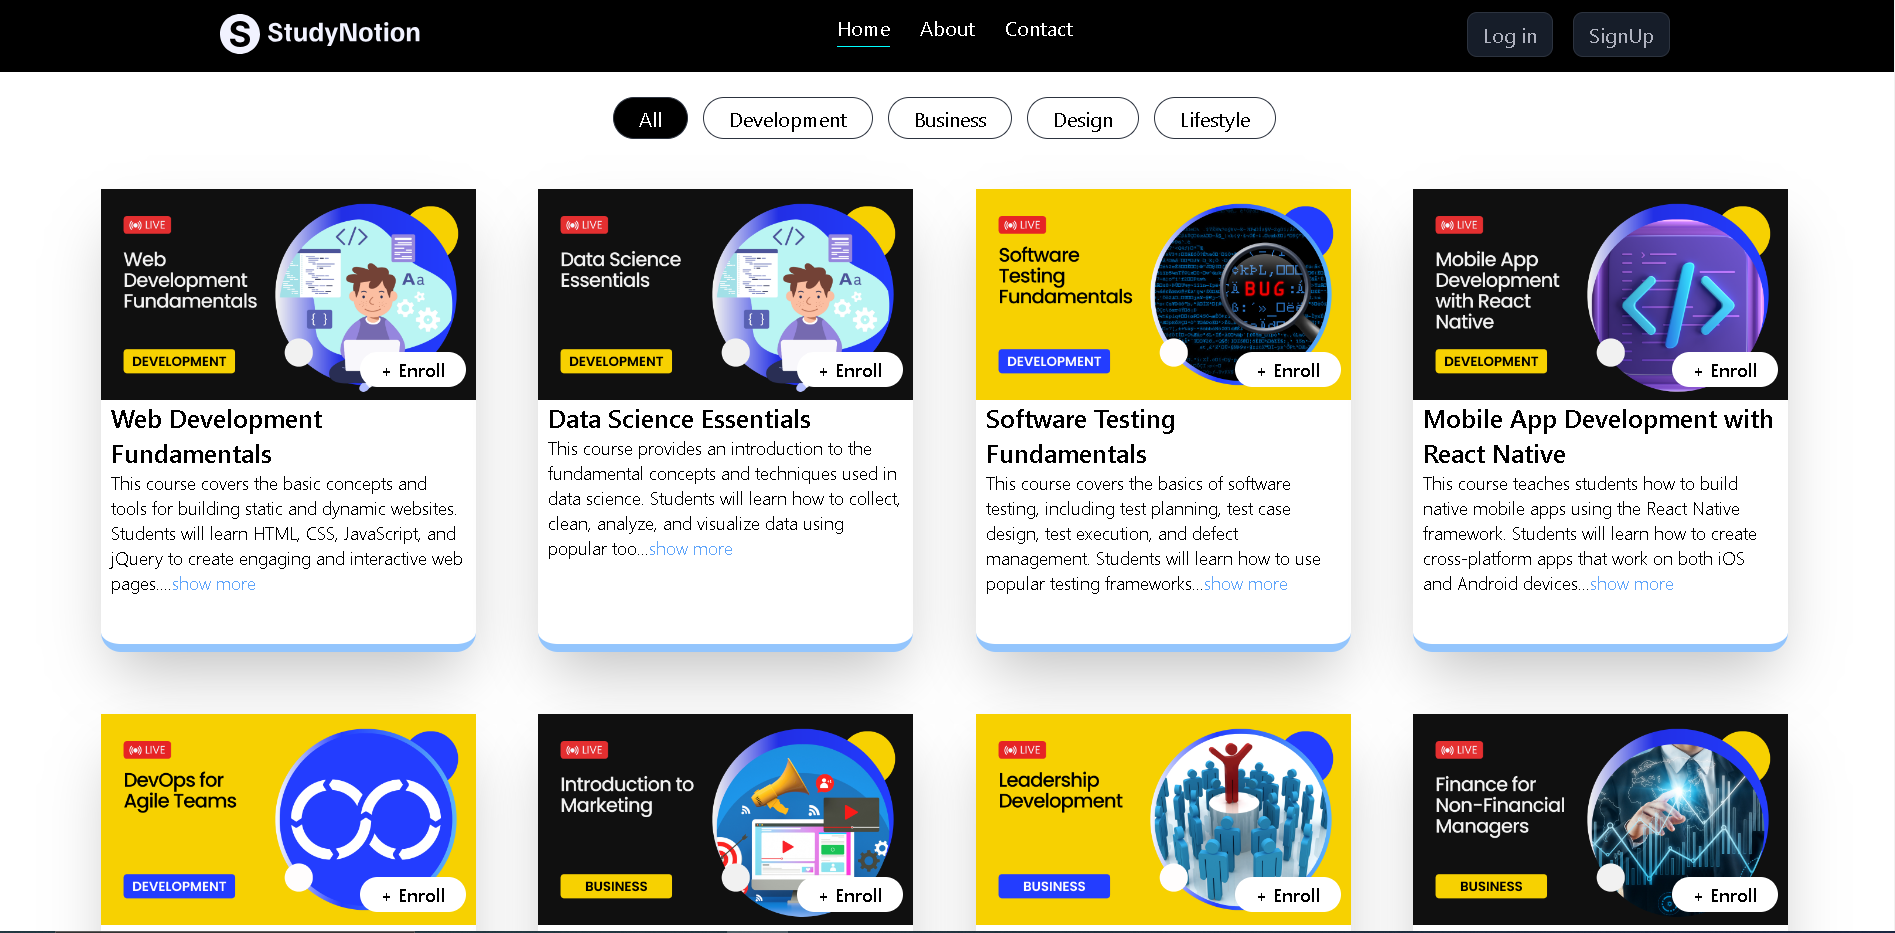 StudyNotion
Home About Contact
Log in SignUp
All Development Business Design Lifestyle
LIVE
Web
Development
Fundamentals
</>
Aa
{ }
DEVELOPMENT
+ Enroll
Web Development
Fundamentals
This course covers the basic concepts and
tools for building static and dynamic websites.
Students will learn HTML, CSS, JavaScript, and
jQuery to create engaging and interactive web
pages....show more
LIVE
Data Science
Essentials
</>
Aa
{ }
DEVELOPMENT
+ Enroll
Data Science Essentials
This course provides an introduction to the
fundamental concepts and techniques used in
data science. Students will learn how to collect,
clean, analyze, and visualize data using
popular too...show more
LIVE
Software
Testing
Fundamentals
BUG
DEVELOPMENT
+ Enroll
Software Testing
Fundamentals
This course covers the basics of software
testing, including test planning, test case
design, test execution, and defect
management. Students will learn how to use
popular testing frameworks...show more
LIVE
Mobile App
Development
with React
Native
</>
DEVELOPMENT
+ Enroll
Mobile App Development with
React Native
This course teaches students how to build
native mobile apps using the React Native
framework. Students will learn how to create
cross-platform apps that work on both iOS
and Android devices...show more
LIVE
DevOps for
Agile Teams
DEVELOPMENT
+ Enroll
LIVE
Introduction to
Marketing
BUSINESS
+ Enroll
LIVE
Leadership
Development
BUSINESS
+ Enroll
LIVE
Finance for
Non-Financial
Managers
BUSINESS
+ Enroll